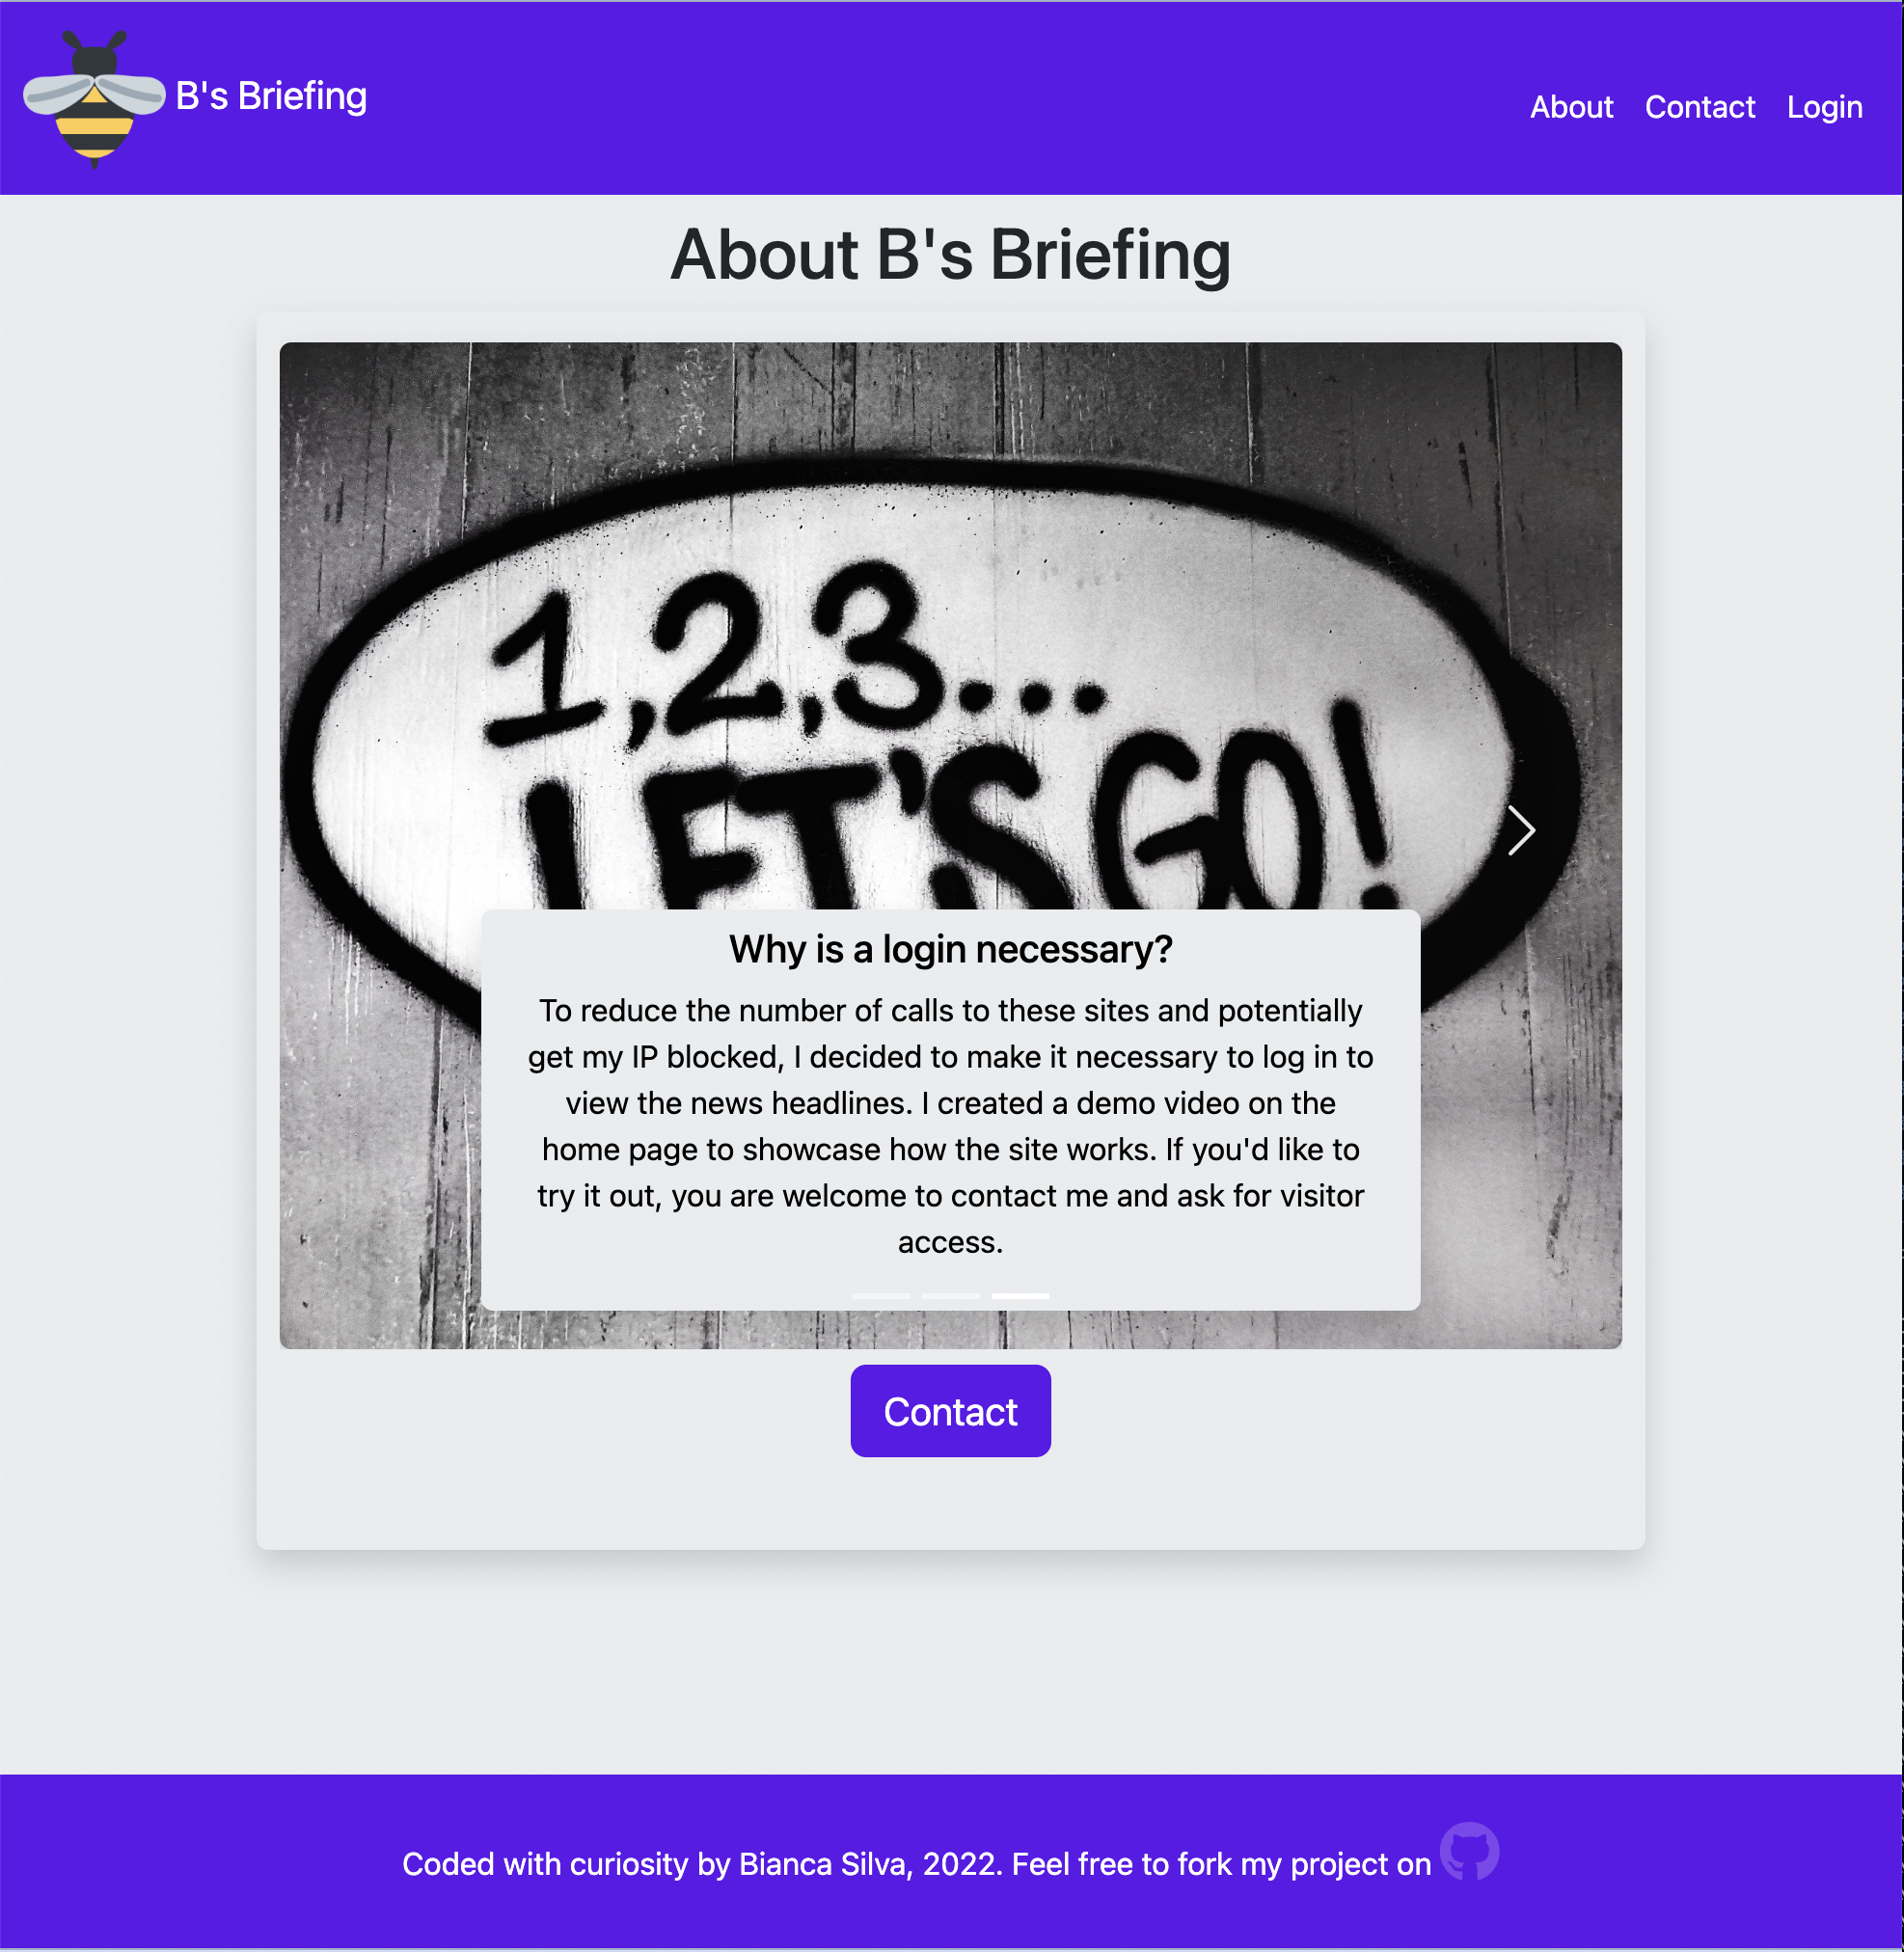 B's Briefing
About Contact Login
About B's Briefing
1,2,3...
LET'S GO!
Why is a login necessary?
To reduce the number of calls to these sites and potentially
get my IP blocked, I decided to make it necessary to log in to
view the news headlines. I created a demo video on the
home page to showcase how the site works. If you'd like to
try it out, you are welcome to contact me and ask for visitor
access.
Contact
Coded with curiosity by Bianca Silva, 2022. Feel free to fork my project on